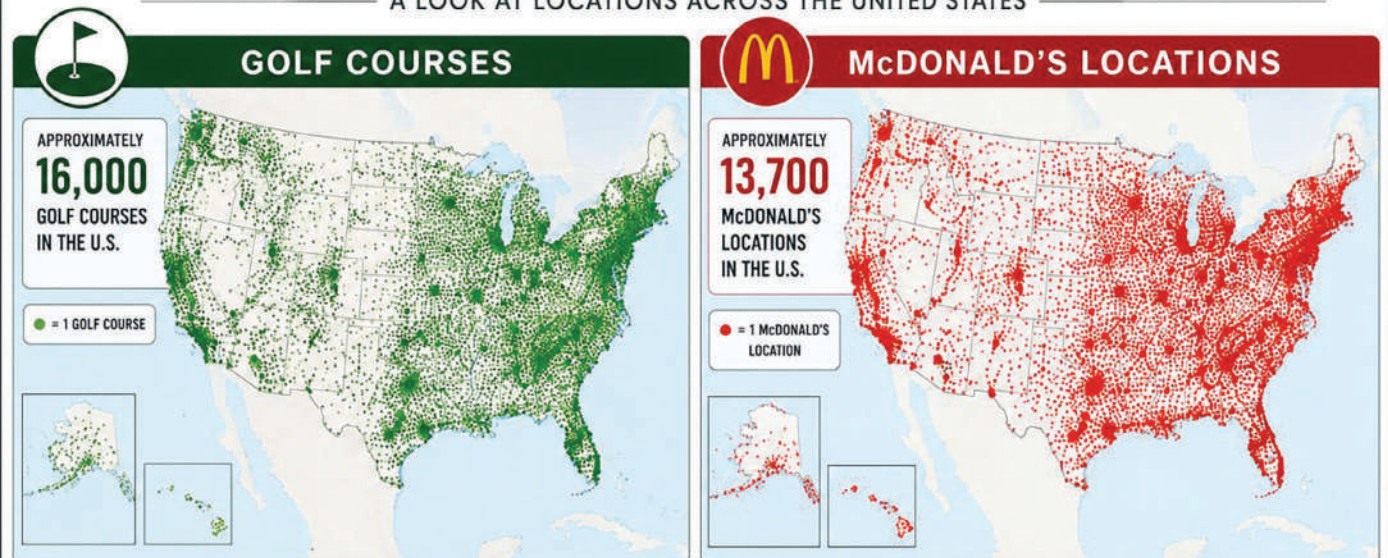 A LOOK AT LOCATIONS ACROSS THE UNITED STATES
GOLF COURSES
APPROXIMATELY
16,000
GOLF COURSES
IN THE U.S.
= 1 GOLF COURSE
McDONALD'S LOCATIONS
APPROXIMATELY
13,700
McDONALD'S
LOCATIONS
IN THE U.S.
= 1 McDONALD'S
LOCATION